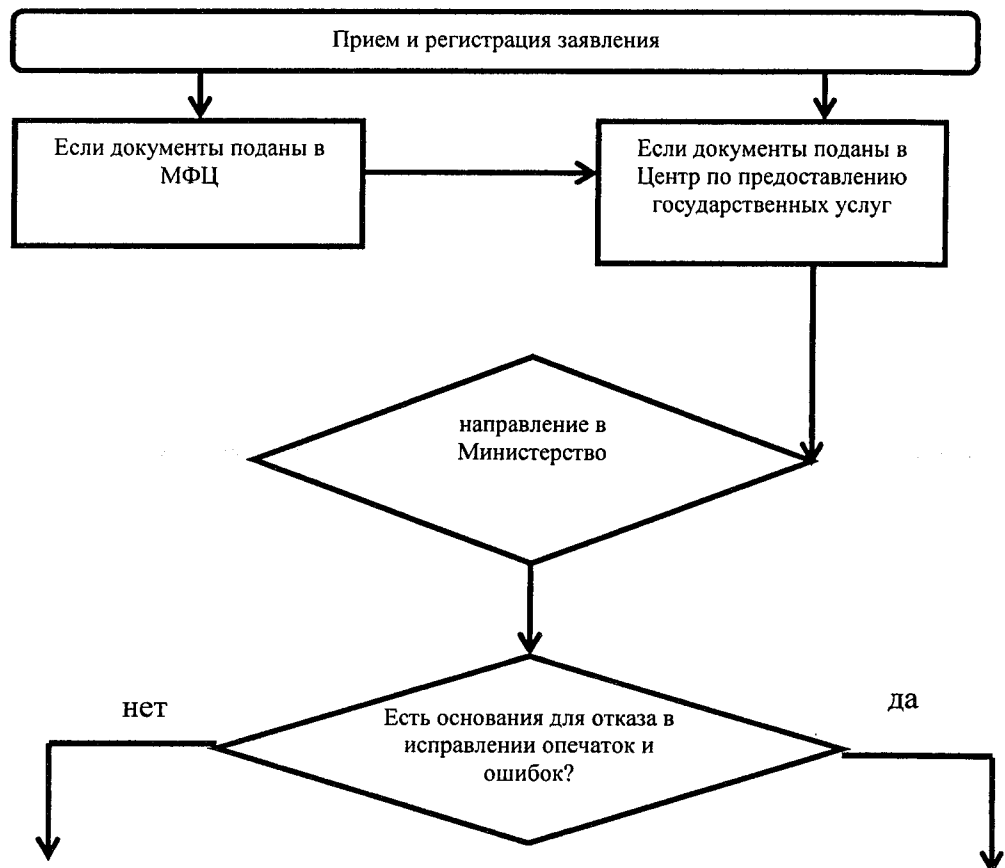 Прием и регистрация заявления
Если документы поданы в
МФЦ
Если документы поданы в
Центр по предоставлению
государственных услуг
направление в
Министерство
нет
да
Есть основания для отказа в
исправлении опечаток и
ошибок?